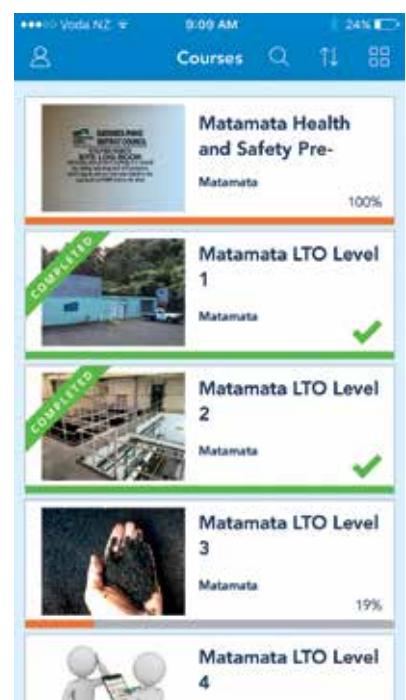 Voda NZ 9:09 AM 24%
Courses
Matamata Health
and Safety Pre-
Matamata
100%
COMPLETED
Matamata LTO Level
1
Matamata
COMPLETED
Matamata LTO Level
2
Matamata
Matamata LTO Level
3
Matamata
19%
Matamata LTO Level
4